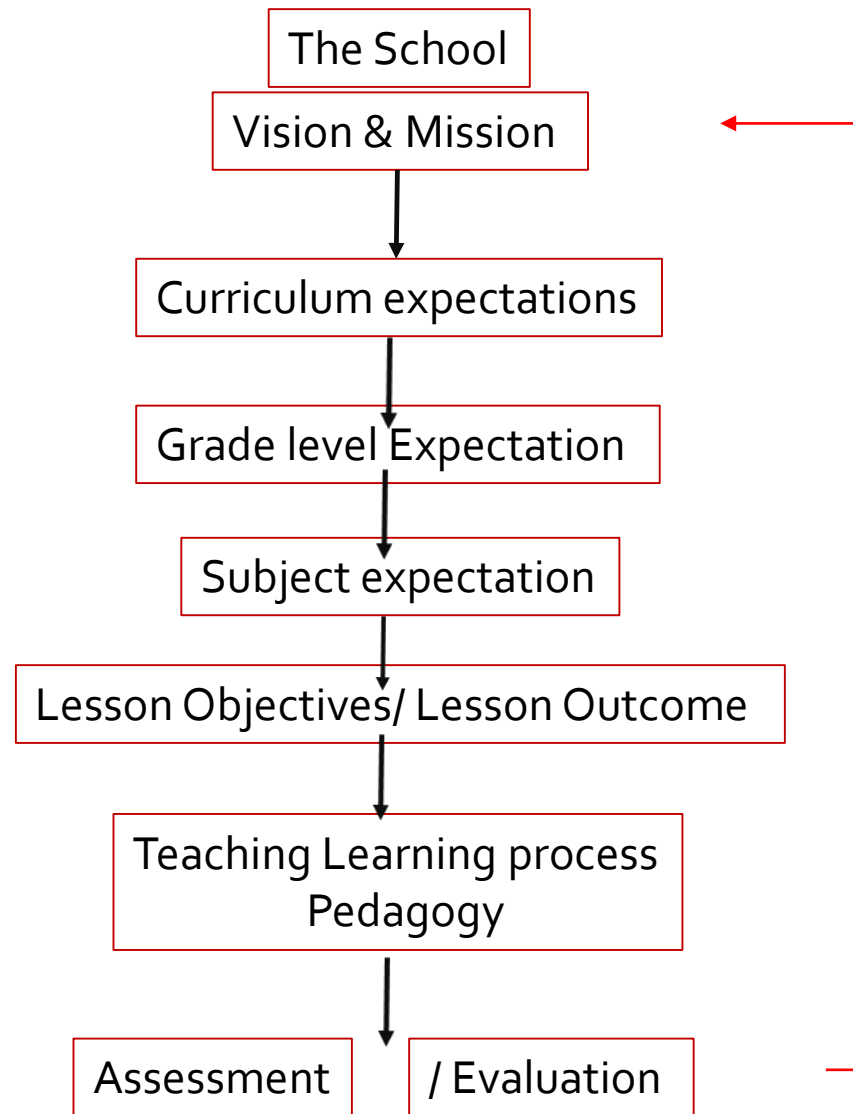 The School
Vision & Mission
Curriculum expectations
Grade level Expectation
Subject expectation
Lesson Objectives/ Lesson Outcome
Teaching Learning process
Pedagogy
Assessment / Evaluation